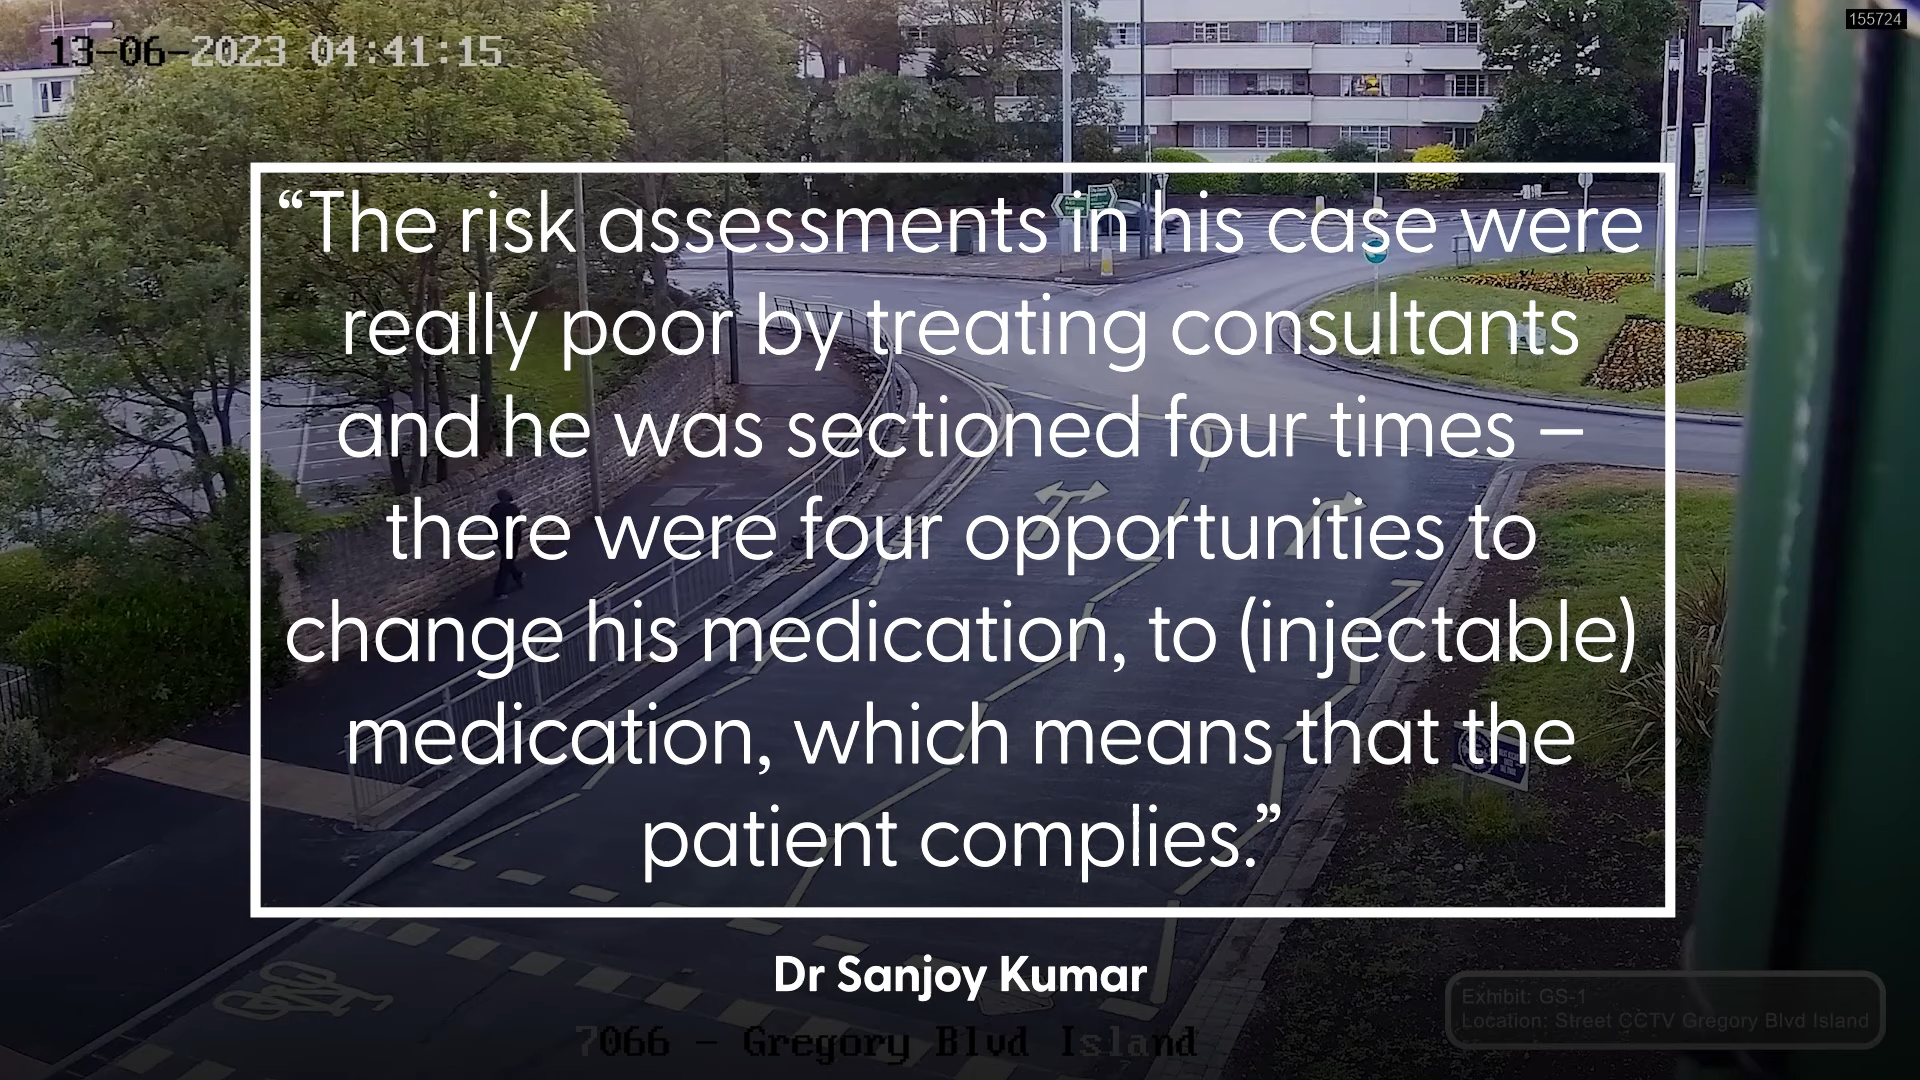 155724
13-06-2023 04:41:15
“The risk assessments in his case were
really poor by treating consultants
and he was sectioned four times –
there were four opportunities to
change his medication, to (injectable)
medication, which means that the
patient complies.”
Dr Sanjoy Kumar
Exhibit: GS-1
Location: Street CCTV Gregory Blvd Island
7066 - Gregory Blvd Island